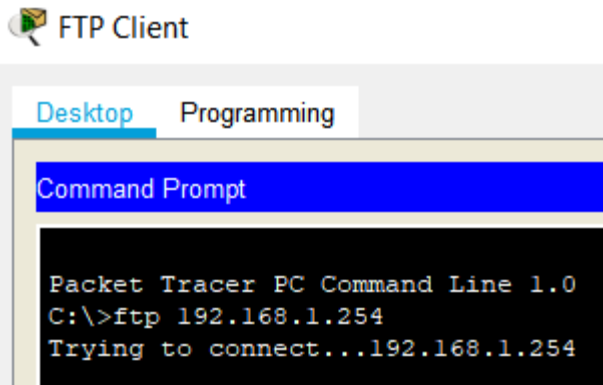 FTP Client
Desktop Programming
Command Prompt
Packet Tracer PC Command Line 1.0
C:\>ftp 192.168.1.254
Trying to connect...192.168.1.254